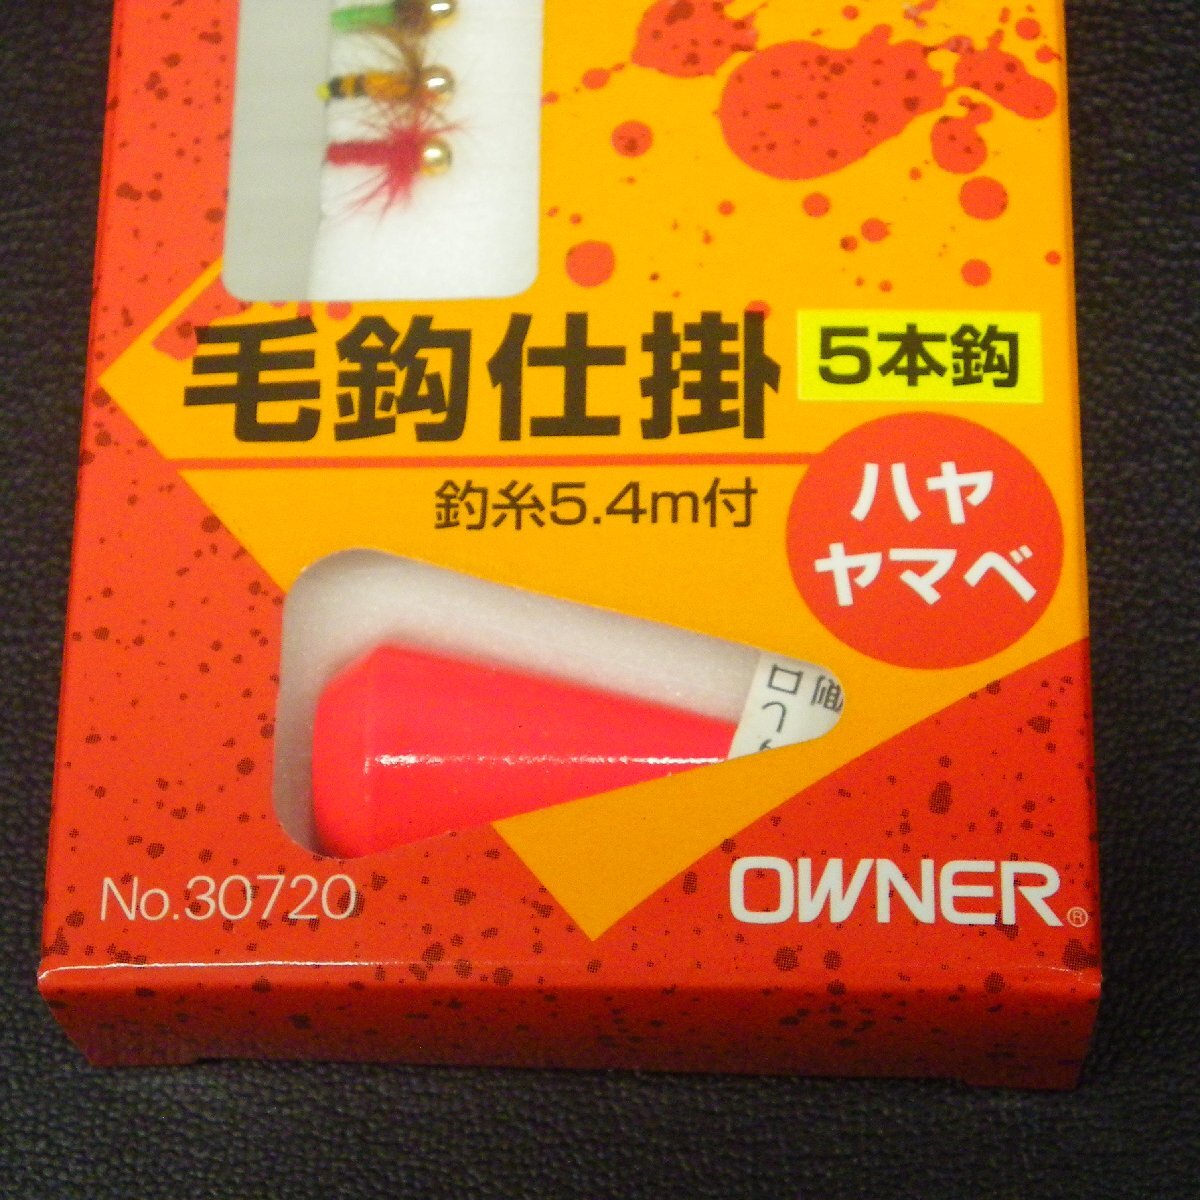 毛鈎仕掛
5本鈎
釣糸5.4m付
ハヤ
ヤマベ
No.30720
OWNER®